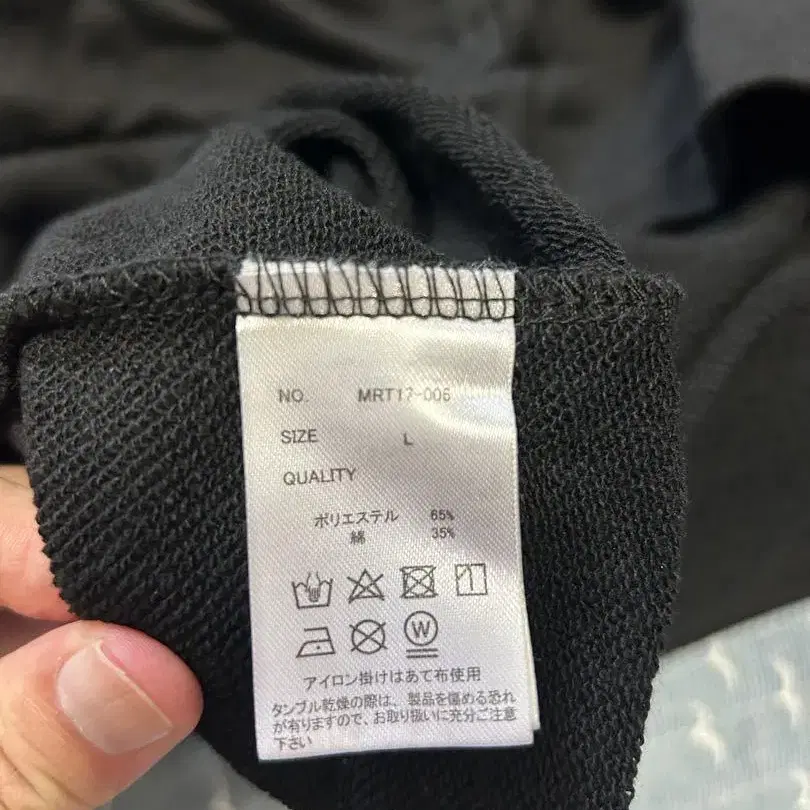 NO. MRT17-006
SIZE L
QUALITY
ポリエステル 65%
綿 35%
W
アイロン掛けはあて布使用
タンブル乾燥の際は、製品を傷める恐れ
が有りますので、お取り扱いに充分ご注意
下さい